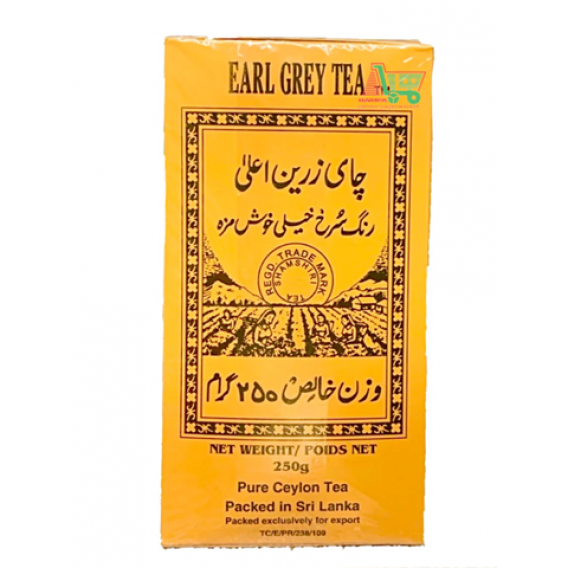 EARL GREY TEA
چای زرین اعلیٰ
رنگ سُرخ خیلی خوش مزه
REGD. TRADE MARK
SHAMSHIRI
TEA
وزن خالص ۲۵۰ گرام
NET WEIGHT/ POIDS NET
250g
Pure Ceylon Tea
Packed in Sri Lanka
Packed exclusively for export
TC/E/PR/238/109